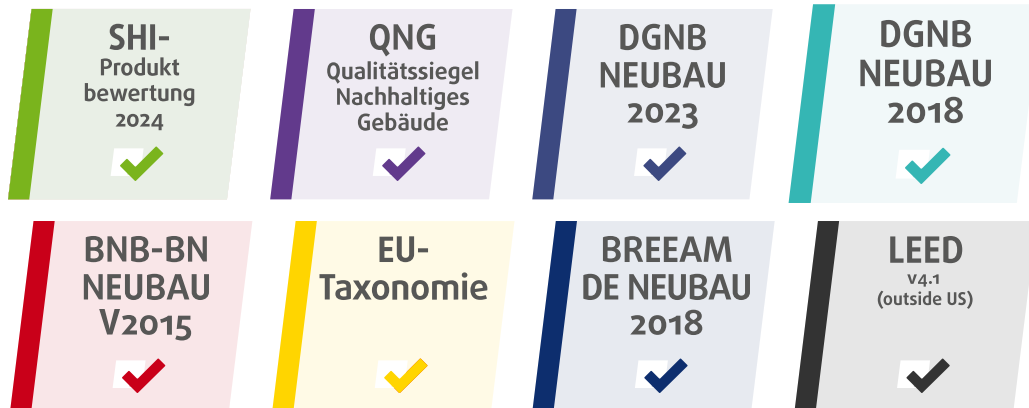 SHI-
Produkt
bewertung
2024
QNG
Qualitätssiegel
Nachhaltiges
Gebäude
DGNB
NEUBAU
2023
DGNB
NEUBAU
2018
BNB-BN
NEUBAU
V2015
EU-
Taxonomie
BREEAM
DE NEUBAU
2018
LEED
v4.1
(outside US)